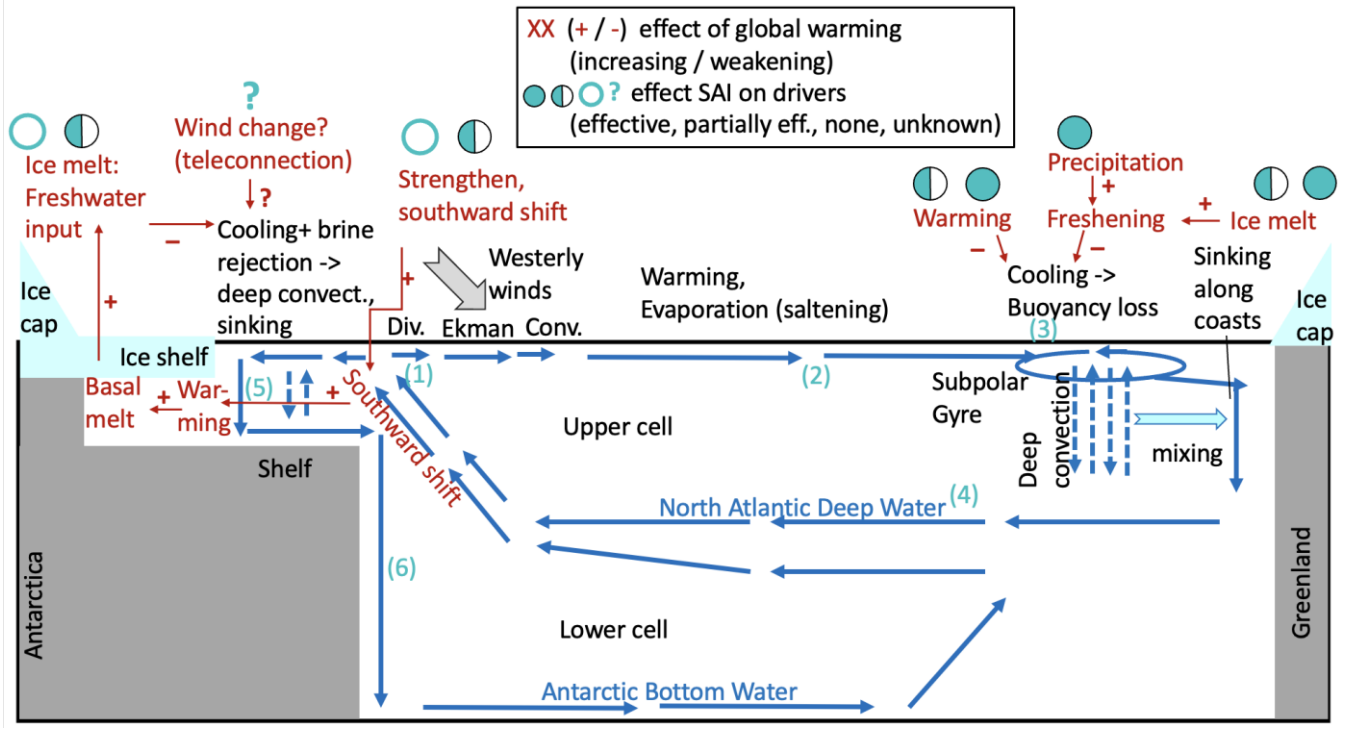 XX (+ / -) effect of global warming
(increasing / weakening)
? effect SAI on drivers
(effective, partially eff., none, unknown)
?
Wind change?
(teleconnection)
?
Ice melt:
Freshwater
input
–
+
Cooling+ brine
rejection ->
deep convect.,
sinking
Strengthen,
southward shift
+
Westerly
winds
Div.
Ekman
Conv.
Warming,
Evaporation (saltening)
Warming
–
Precipitation
+
Freshening
–
+
Ice melt
Cooling ->
Buoyancy loss
(3)
Sinking
along
coasts
Ice
cap
Ice
cap
Ice shelf
Basal
melt
+
War-
ming
(5)
+
Southward shift
(1)
(2)
Subpolar
Gyre
Deep
convection
mixing
Shelf
Upper cell
North Atlantic Deep Water
(4)
(6)
Lower cell
Antarctic Bottom Water
Antarctica
Greenland